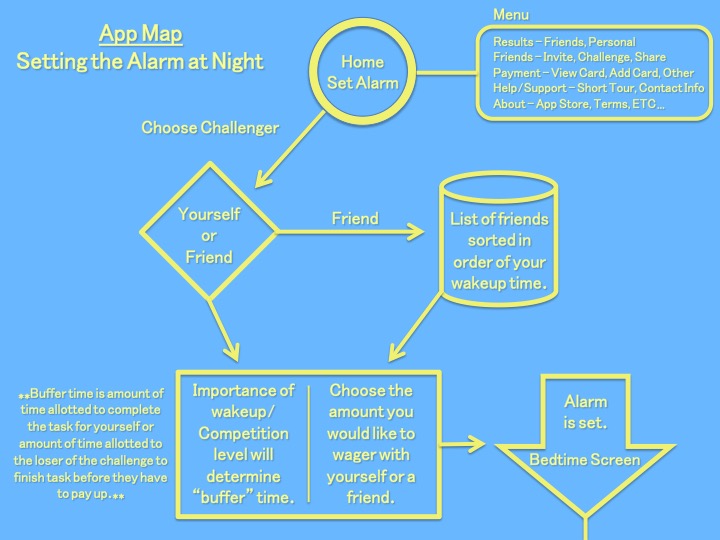 App Map
Setting the Alarm at Night
Menu
Results – Friends, Personal
Friends – Invite, Challenge, Share
Payment – View Card, Add Card, Other
Help/Support – Short Tour, Contact Info
About – App Store, Terms, ETC...
Home
Set Alarm
Choose Challenger
Yourself
or
Friend
Friend
List of friends
sorted in
order of your
wakeup time.
**Buffer time is amount of
time allotted to complete
the task for yourself or
amount of time allotted to
the loser of the challenge to
finish task before they have
to pay up.**
Importance of
wakeup/
Competition
level will
determine
“buffer” time.
Choose the
amount you
would like to
wager with
yourself or a
friend.
Alarm
is set.
Bedtime Screen